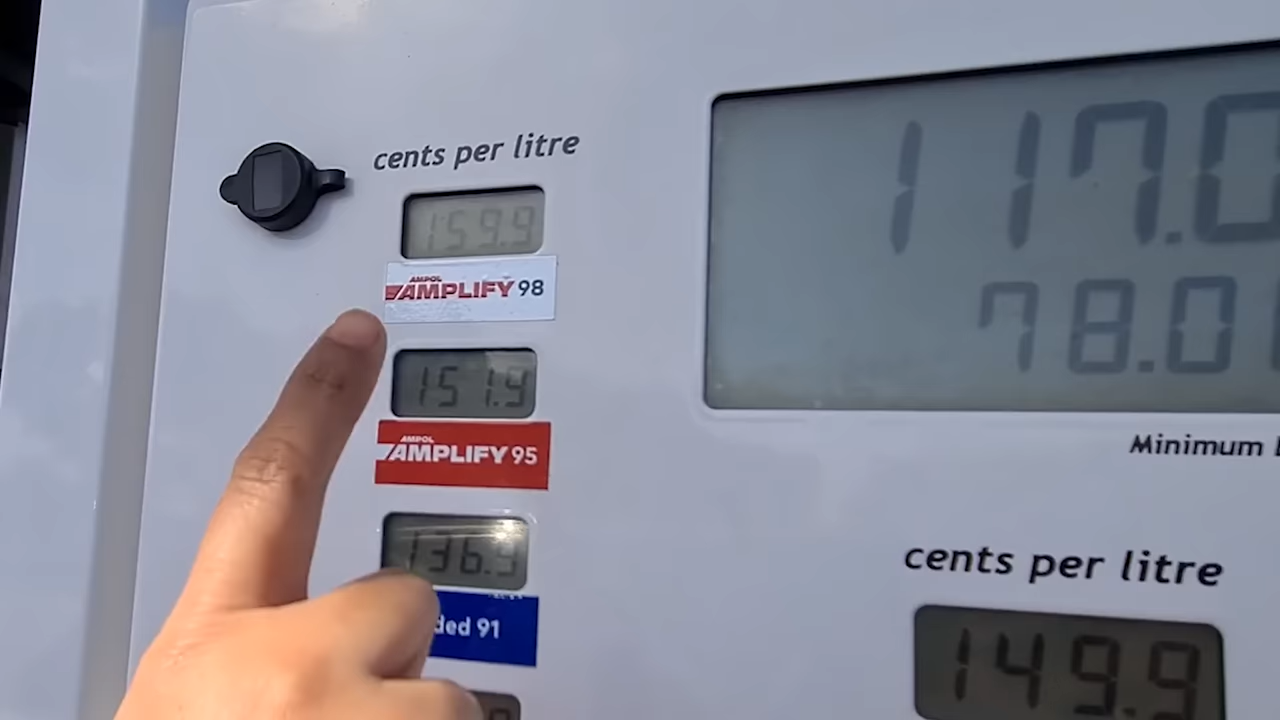 cents per litre
159.9
AMPOL
AMPLIFY 98
151.9
AMPOL
AMPLIFY 95
136.9
ded 91
117.0
78.0
Minimum
cents per litre
149.9